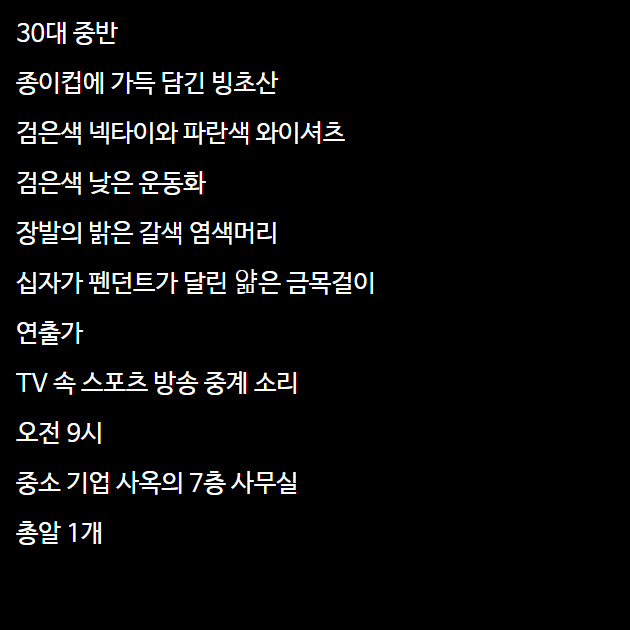 30대 중반
종이컵에 가득 담긴 빙초산
검은색 넥타이와 파란색 와이셔츠
검은색 낮은 운동화
장발의 밝은 갈색 염색머리
십자가 펜던트가 달린 얆은 금목걸이
연출가
TV 속 스포츠 방송 중계 소리
오전 9시
중소 기업 사옥의 7층 사무실
총알 1개